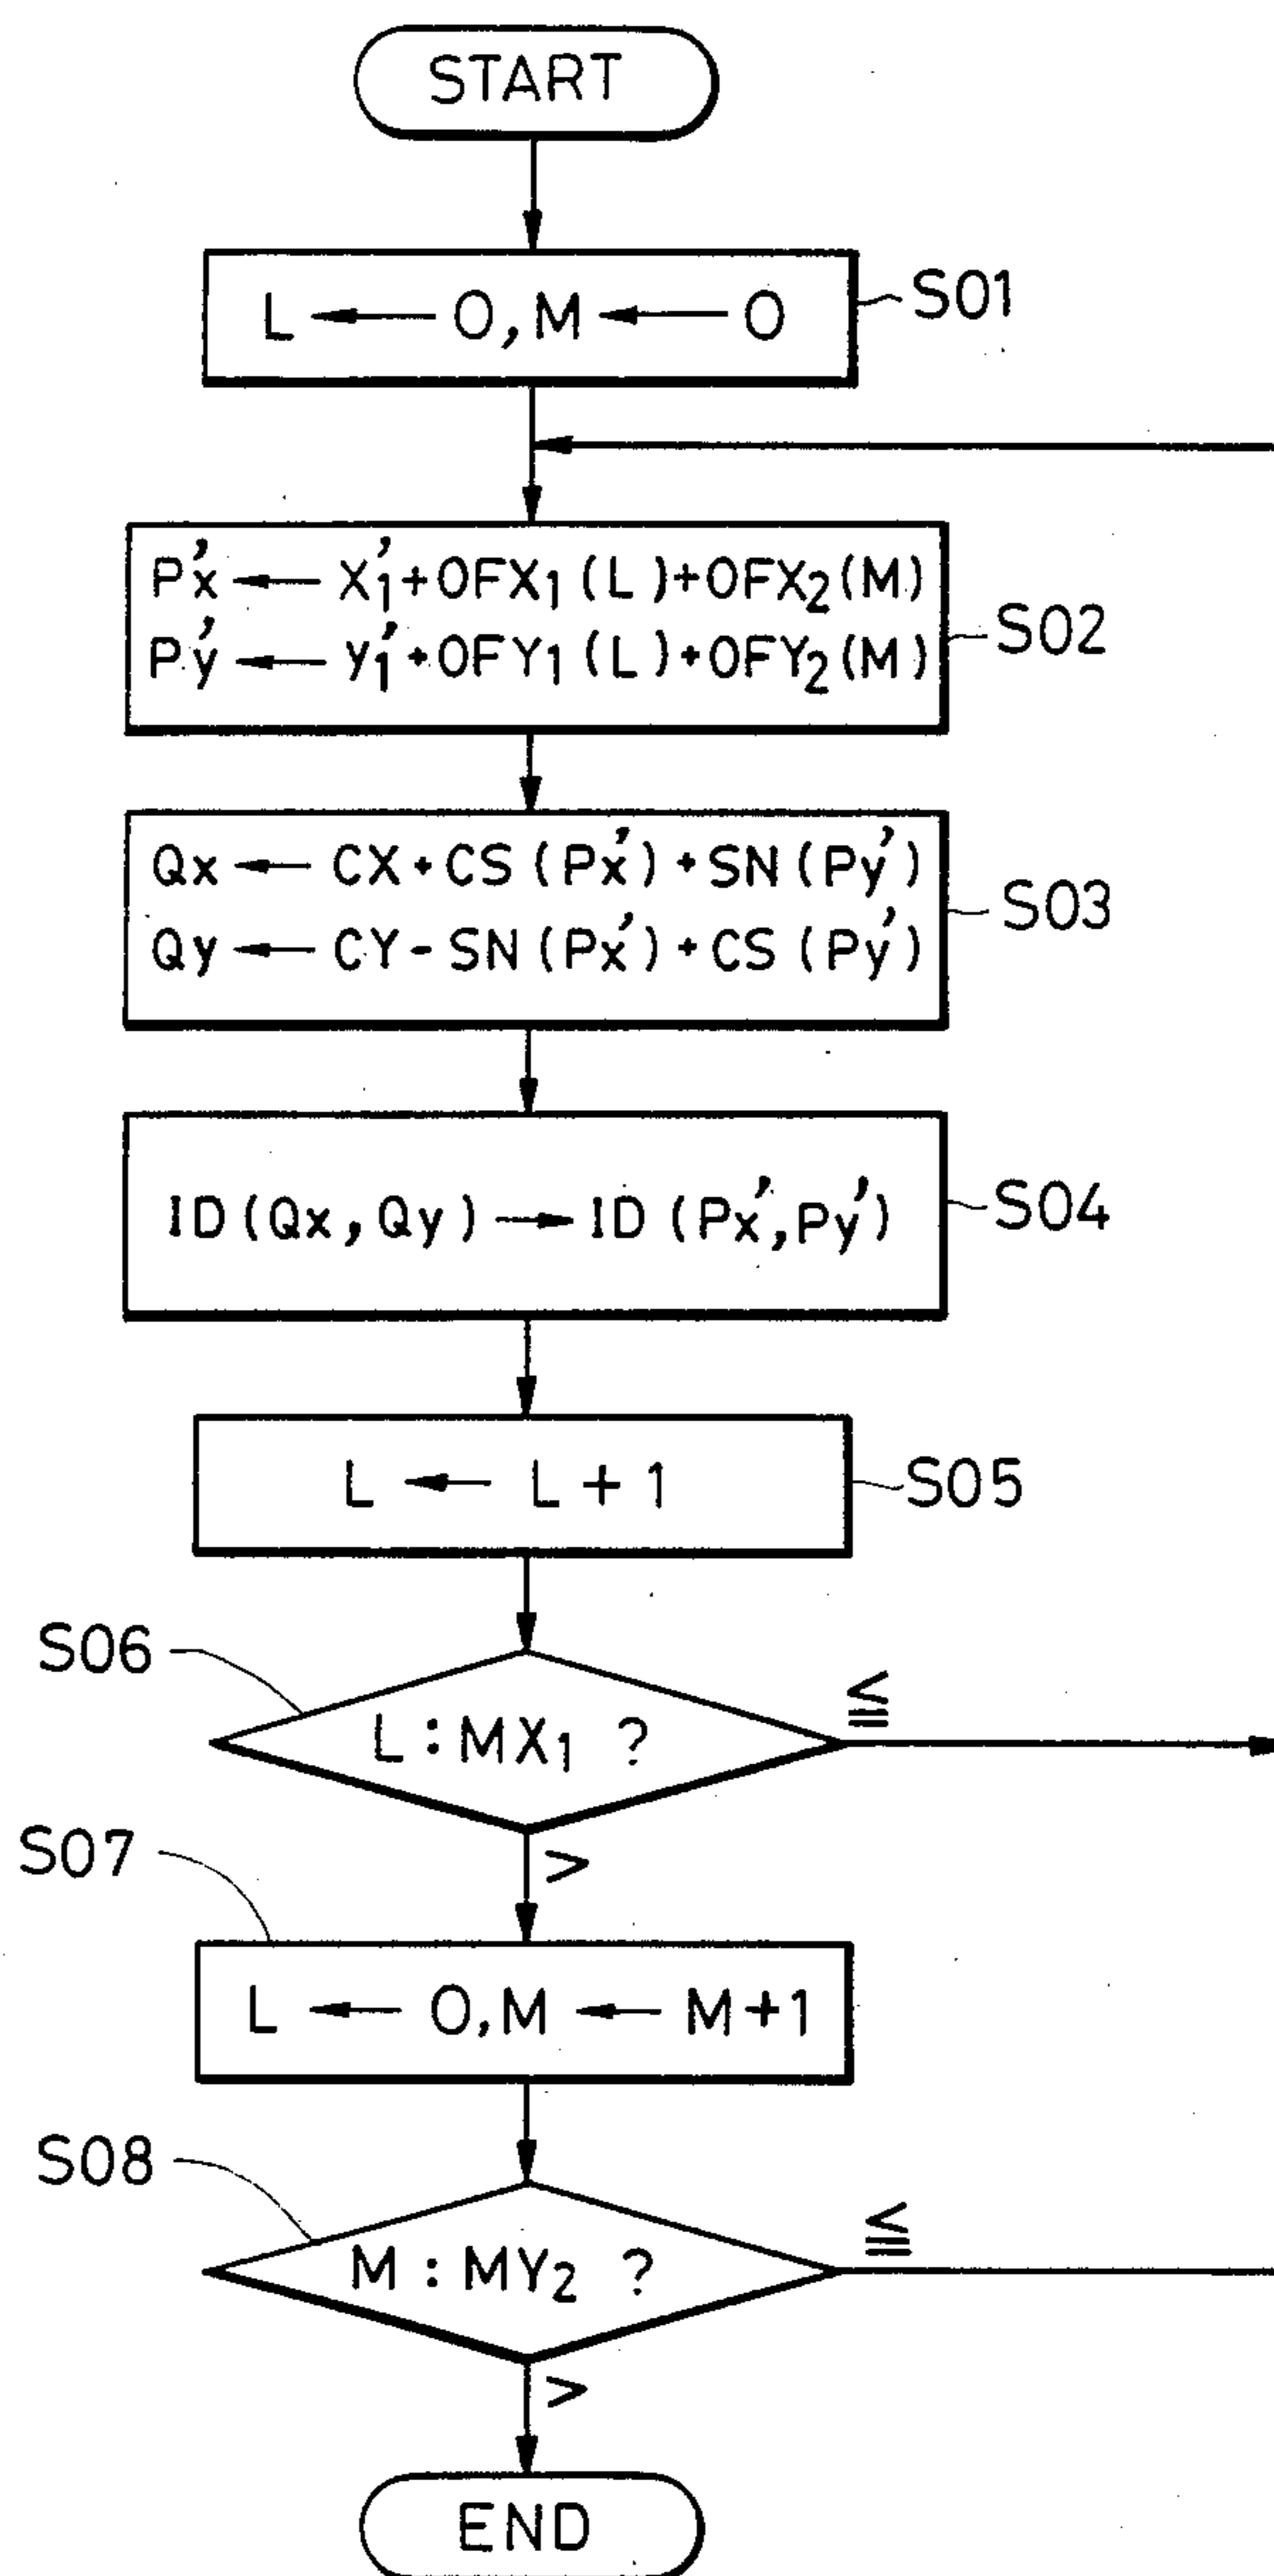 START
L ← 0, M ← 0
S01
P'x ← X'₁ + OFX₁ (L) + OFX₂ (M)
P'y ← y'₁ + OFY₁ (L) + OFY₂ (M)
S02
Qx ← CX + CS (Px') + SN (Py')
Qy ← CY - SN (Px') + CS (Py')
S03
ID (Qx, Qy) → ID (Px', Py')
S04
L ← L + 1
S05
S06
L : MX₁ ?
≦
>
S07
L ← 0, M ← M + 1
S08
M : MY₂ ?
≦
>
END